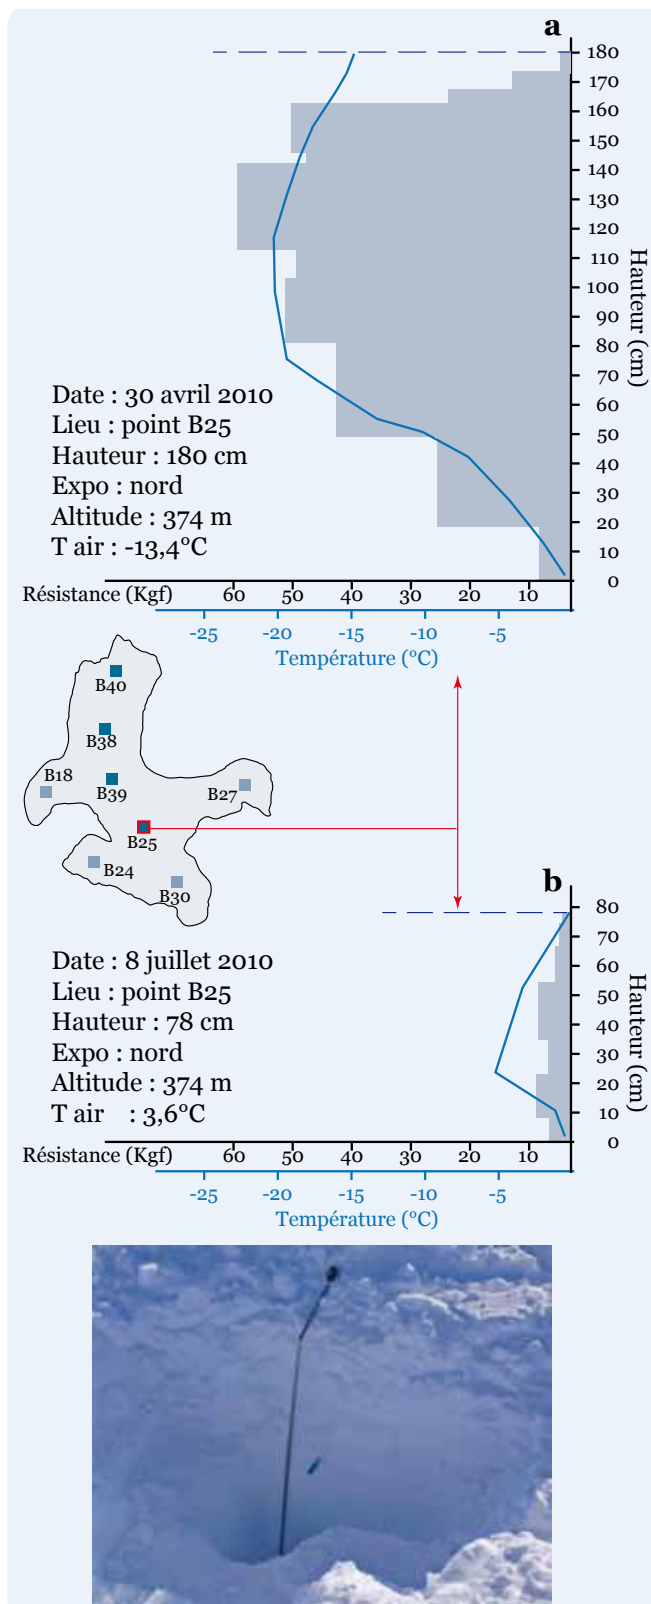 a
180
170
160
150
140
130
120
110
100
90
80
70
60
50
40
30
20
10
0
Hauteur (cm)
Date : 30 avril 2010
Lieu : point B25
Hauteur : 180 cm
Expo : nord
Altitude : 374 m
T air : -13,4°C
Résistance (Kgf) 60 50 40 30 20 10
-25 -20 -15 -10 -5
Température (°C)
B40
B38
B18
B39
B27
B25
B24
B30
b
80
70
60
50
40
30
20
10
0
Hauteur (cm)
Date : 8 juillet 2010
Lieu : point B25
Hauteur : 78 cm
Expo : nord
Altitude : 374 m
T air : 3,6°C
Résistance (Kgf) 60 50 40 30 20 10
-25 -20 -15 -10 -5
Température (°C)